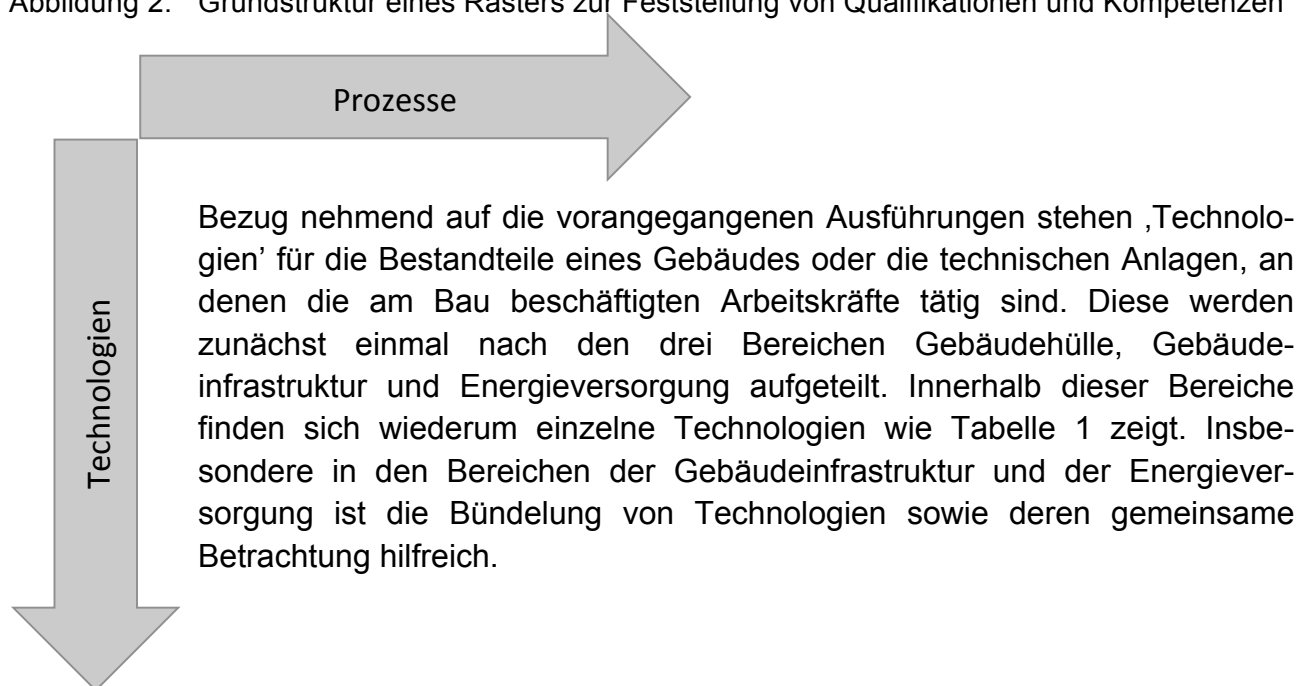 Abbildung 2: Grundstruktur eines Rasters zur Feststellung von Qualifikationen und Kompetenzen
Prozesse
Technologien
Bezug nehmend auf die vorangegangenen Ausführungen stehen ‚Technolo-
gien’ für die Bestandteile eines Gebäudes oder die technischen Anlagen, an
denen die am Bau beschäftigten Arbeitskräfte tätig sind. Diese werden
zunächst einmal nach den drei Bereichen Gebäudehülle, Gebäude-
infrastruktur und Energieversorgung aufgeteilt. Innerhalb dieser Bereiche
finden sich wiederum einzelne Technologien wie Tabelle 1 zeigt. Insbe-
sondere in den Bereichen der Gebäudeinfrastruktur und der Energiever-
sorgung ist die Bündelung von Technologien sowie deren gemeinsame
Betrachtung hilfreich.